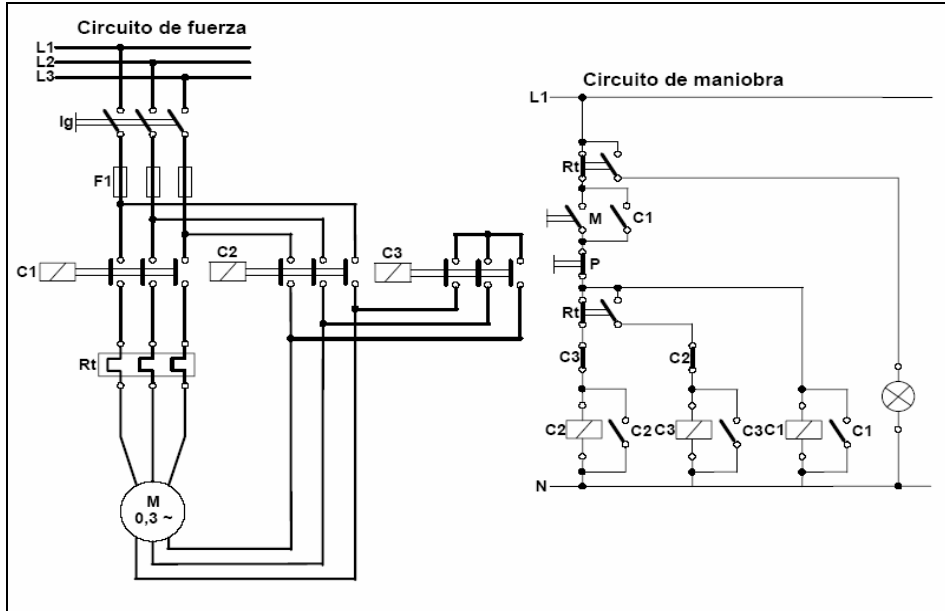 Circuito de fuerza
L1
L2
L3
Ig
F1
C1
C2
C3
Rt
M
0,3 ~
Circuito de maniobra
L1
Rt
M
C1
P
Rt
C3
C2
C2
C2
C3
C3
C1
C1
N